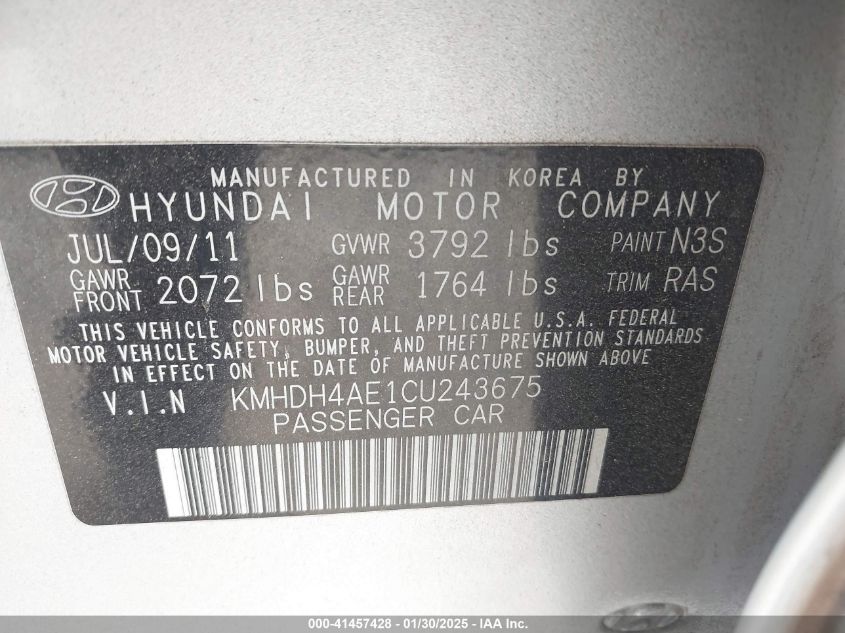 MANUFACTURED IN KOREA BY
HYUNDAI MOTOR COMPANY
JUL/09/11 GVWR 3792 lbs PAINT N3S
GAWR FRONT 2072 lbs GAWR REAR 1764 lbs TRIM RAS
THIS VEHICLE CONFORMS TO ALL APPLICABLE U.S.A. FEDERAL
MOTOR VEHICLE SAFETY, BUMPER, AND THEFT PREVENTION STANDARDS
IN EFFECT ON THE DATE OF MANUFACTURE SHOWN ABOVE
V.I.N KMHDH4AE1CU243675
PASSENGER CAR
000-41457428 - 01/30/2025 - IAA Inc.